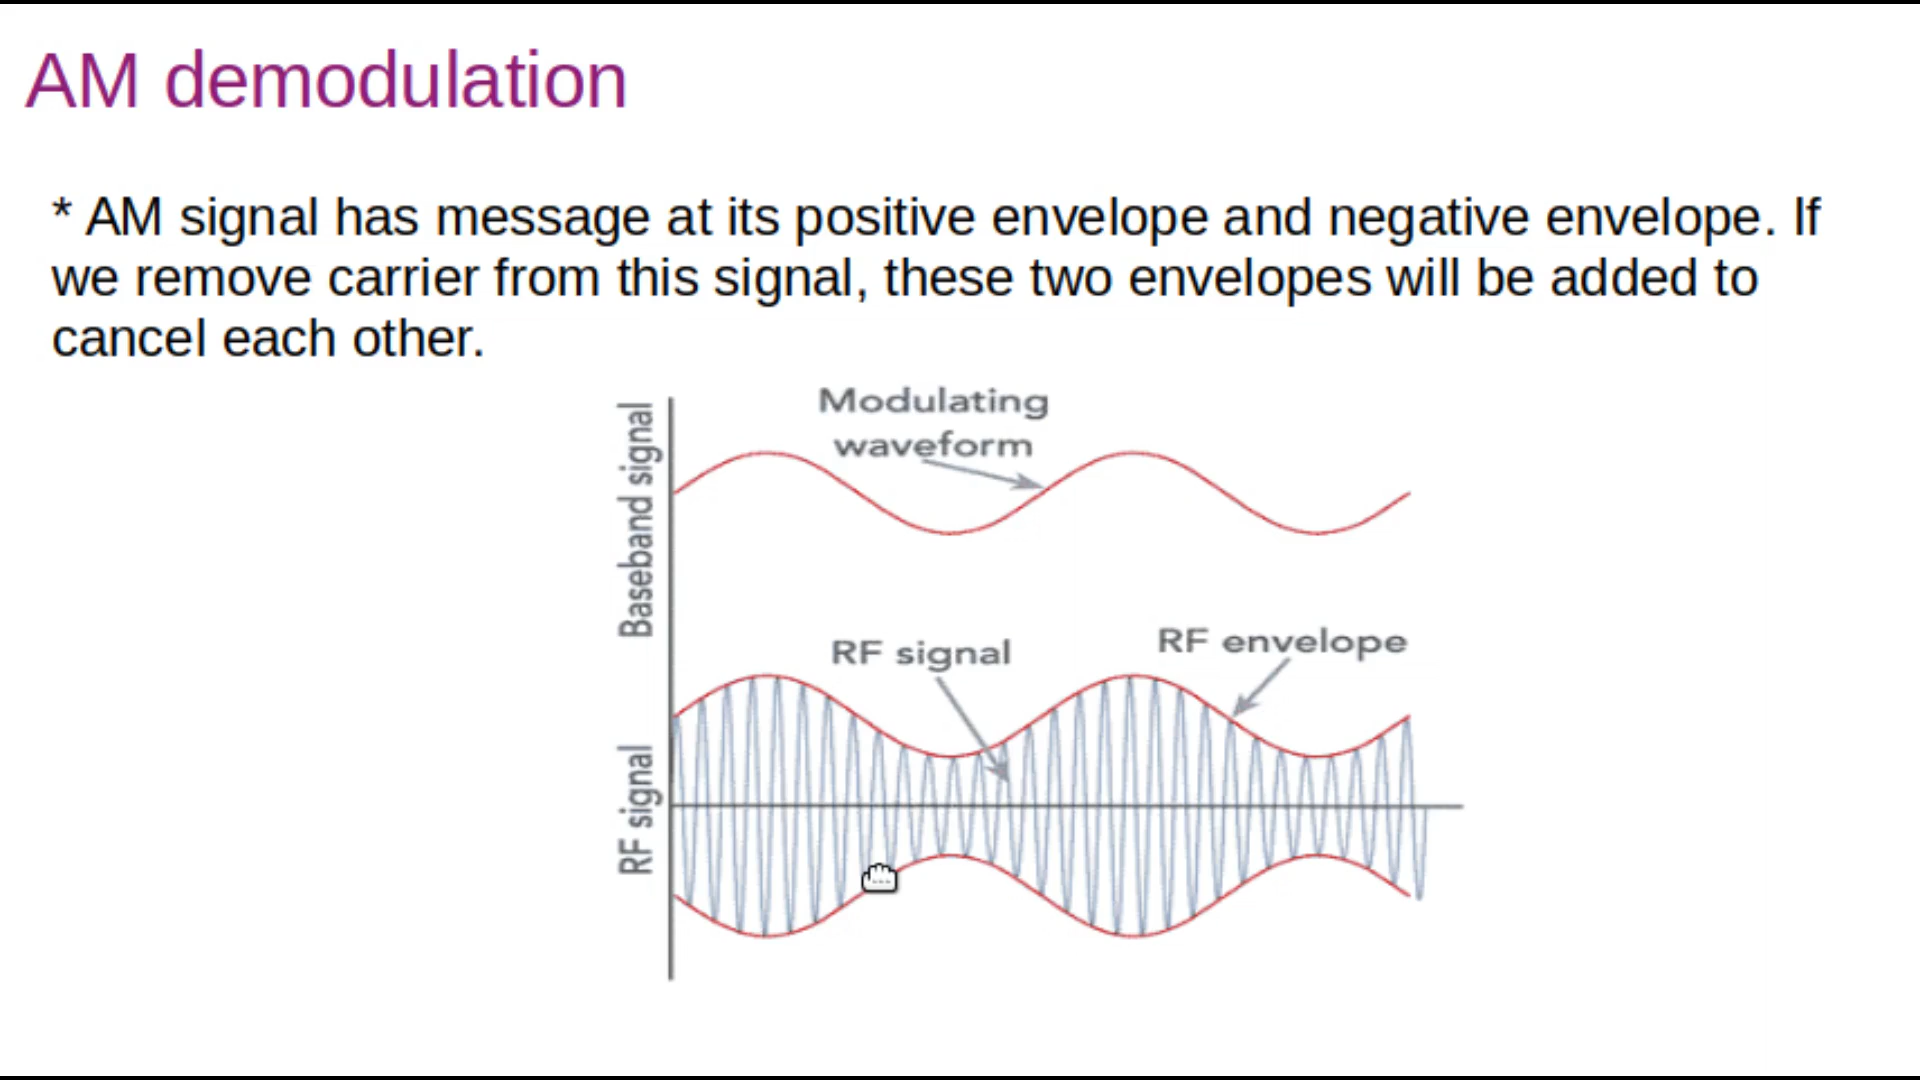 AM demodulation
* AM signal has message at its positive envelope and negative envelope. If
we remove carrier from this signal, these two envelopes will be added to
cancel each other.
Modulating
waveform
Baseband signal
RF signal
RF envelope
RF signal